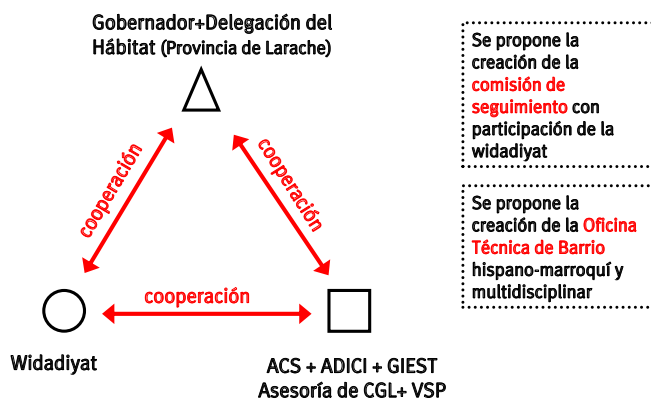 Gobernador+Delegación del
Hábitat (Provincia de Larache)
cooperación
cooperación
cooperación
Widadiyat
ACS + ADICI + GIEST
Asesoría de CGL+ VSP
Se propone la
creación de la
comisión de
seguimiento con
participación de la
widadiyat
Se propone la
creación de la Oficina
Técnica de Barrio
hispano-marroquí y
multidisciplinar